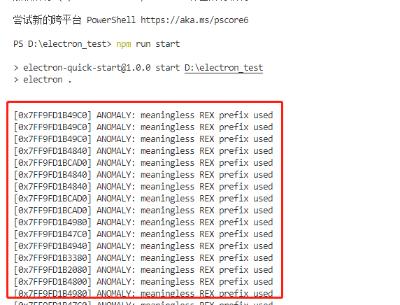 尝试新的跨平台 PowerShell https://aka.ms/pscore6
PS D:\electron_test> npm run start
> electron-quick-start@1.0.0 start D:\electron_test
> electron .
[0x7FF9FD1B49C0] ANOMALY: meaningless REX prefix used
[0x7FF9FD1B49C0] ANOMALY: meaningless REX prefix used
[0x7FF9FD1B49C0] ANOMALY: meaningless REX prefix used
[0x7FF9FD1B4840] ANOMALY: meaningless REX prefix used
[0x7FF9FD1BCAD0] ANOMALY: meaningless REX prefix used
[0x7FF9FD1B4840] ANOMALY: meaningless REX prefix used
[0x7FF9FD1B4840] ANOMALY: meaningless REX prefix used
[0x7FF9FD1BCAD0] ANOMALY: meaningless REX prefix used
[0x7FF9FD1BCAD0] ANOMALY: meaningless REX prefix used
[0x7FF9FD1B4980] ANOMALY: meaningless REX prefix used
[0x7FF9FD1B47C0] ANOMALY: meaningless REX prefix used
[0x7FF9FD1B4940] ANOMALY: meaningless REX prefix used
[0x7FF9FD1B3380] ANOMALY: meaningless REX prefix used
[0x7FF9FD1B2080] ANOMALY: meaningless REX prefix used
[0x7FF9FD1B4800] ANOMALY: meaningless REX prefix used
[0x7FF9FD1B4980] ANOMALY: meaningless REX prefix used
ANOMALY: meaningless REX prefix used